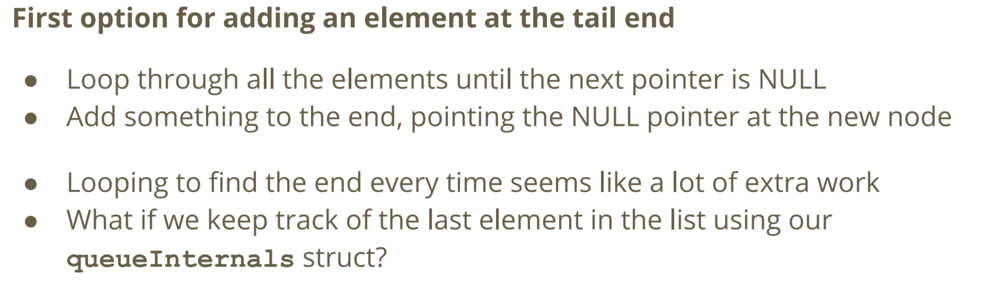 First option for adding an element at the tail end
● Loop through all the elements until the next pointer is NULL
● Add something to the end, pointing the NULL pointer at the new node
● Looping to find the end every time seems like a lot of extra work
● What if we keep track of the last element in the list using our
queueInternals struct?